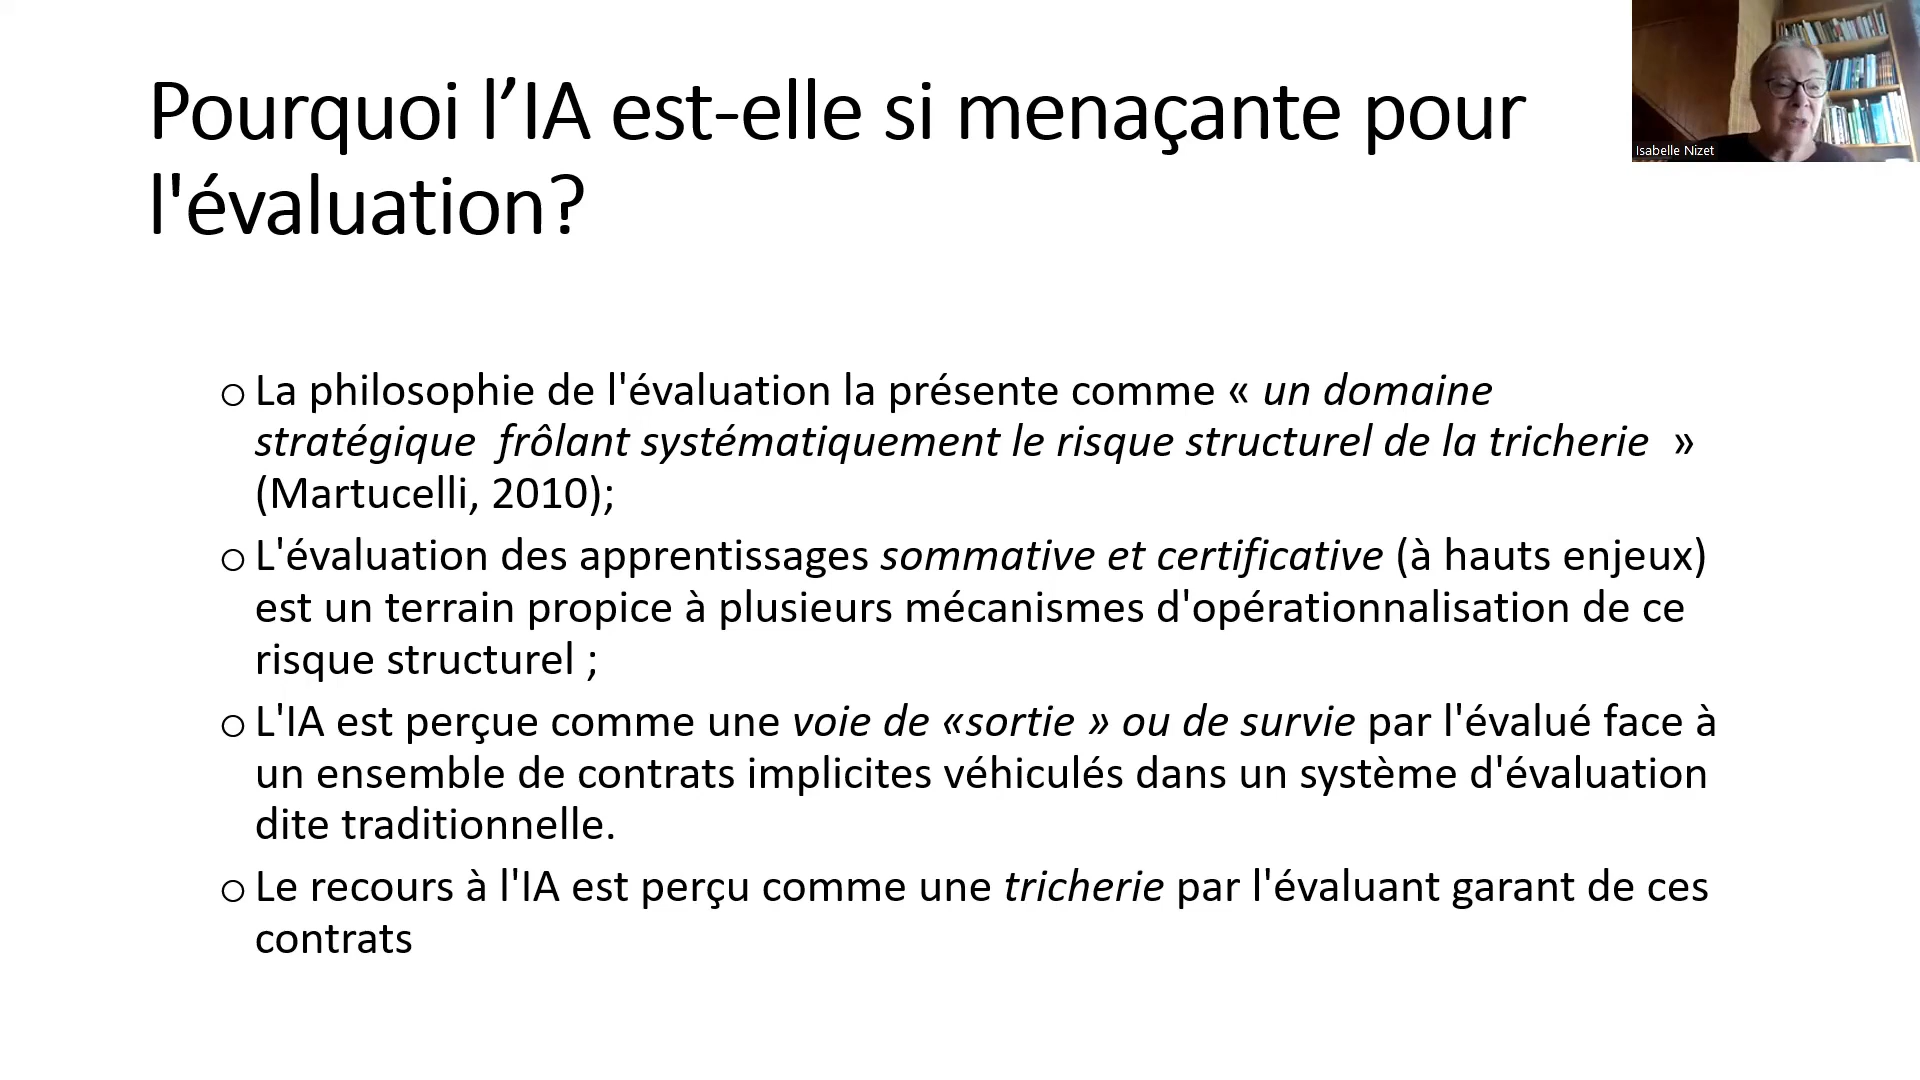 Pourquoi l’IA est-elle si menaçante pour
l'évaluation?
Isabelle Nizet
o La philosophie de l'évaluation la présente comme « un domaine
stratégique  frôlant systématiquement le risque structurel de la tricherie  »
(Martucelli, 2010);
o L'évaluation des apprentissages sommative et certificative (à hauts enjeux)
est un terrain propice à plusieurs mécanismes d'opérationnalisation de ce
risque structurel ;
o L'IA est perçue comme une voie de «sortie » ou de survie par l'évalué face à
un ensemble de contrats implicites véhiculés dans un système d'évaluation
dite traditionnelle.
o Le recours à l'IA est perçu comme une tricherie par l'évaluant garant de ces
contrats